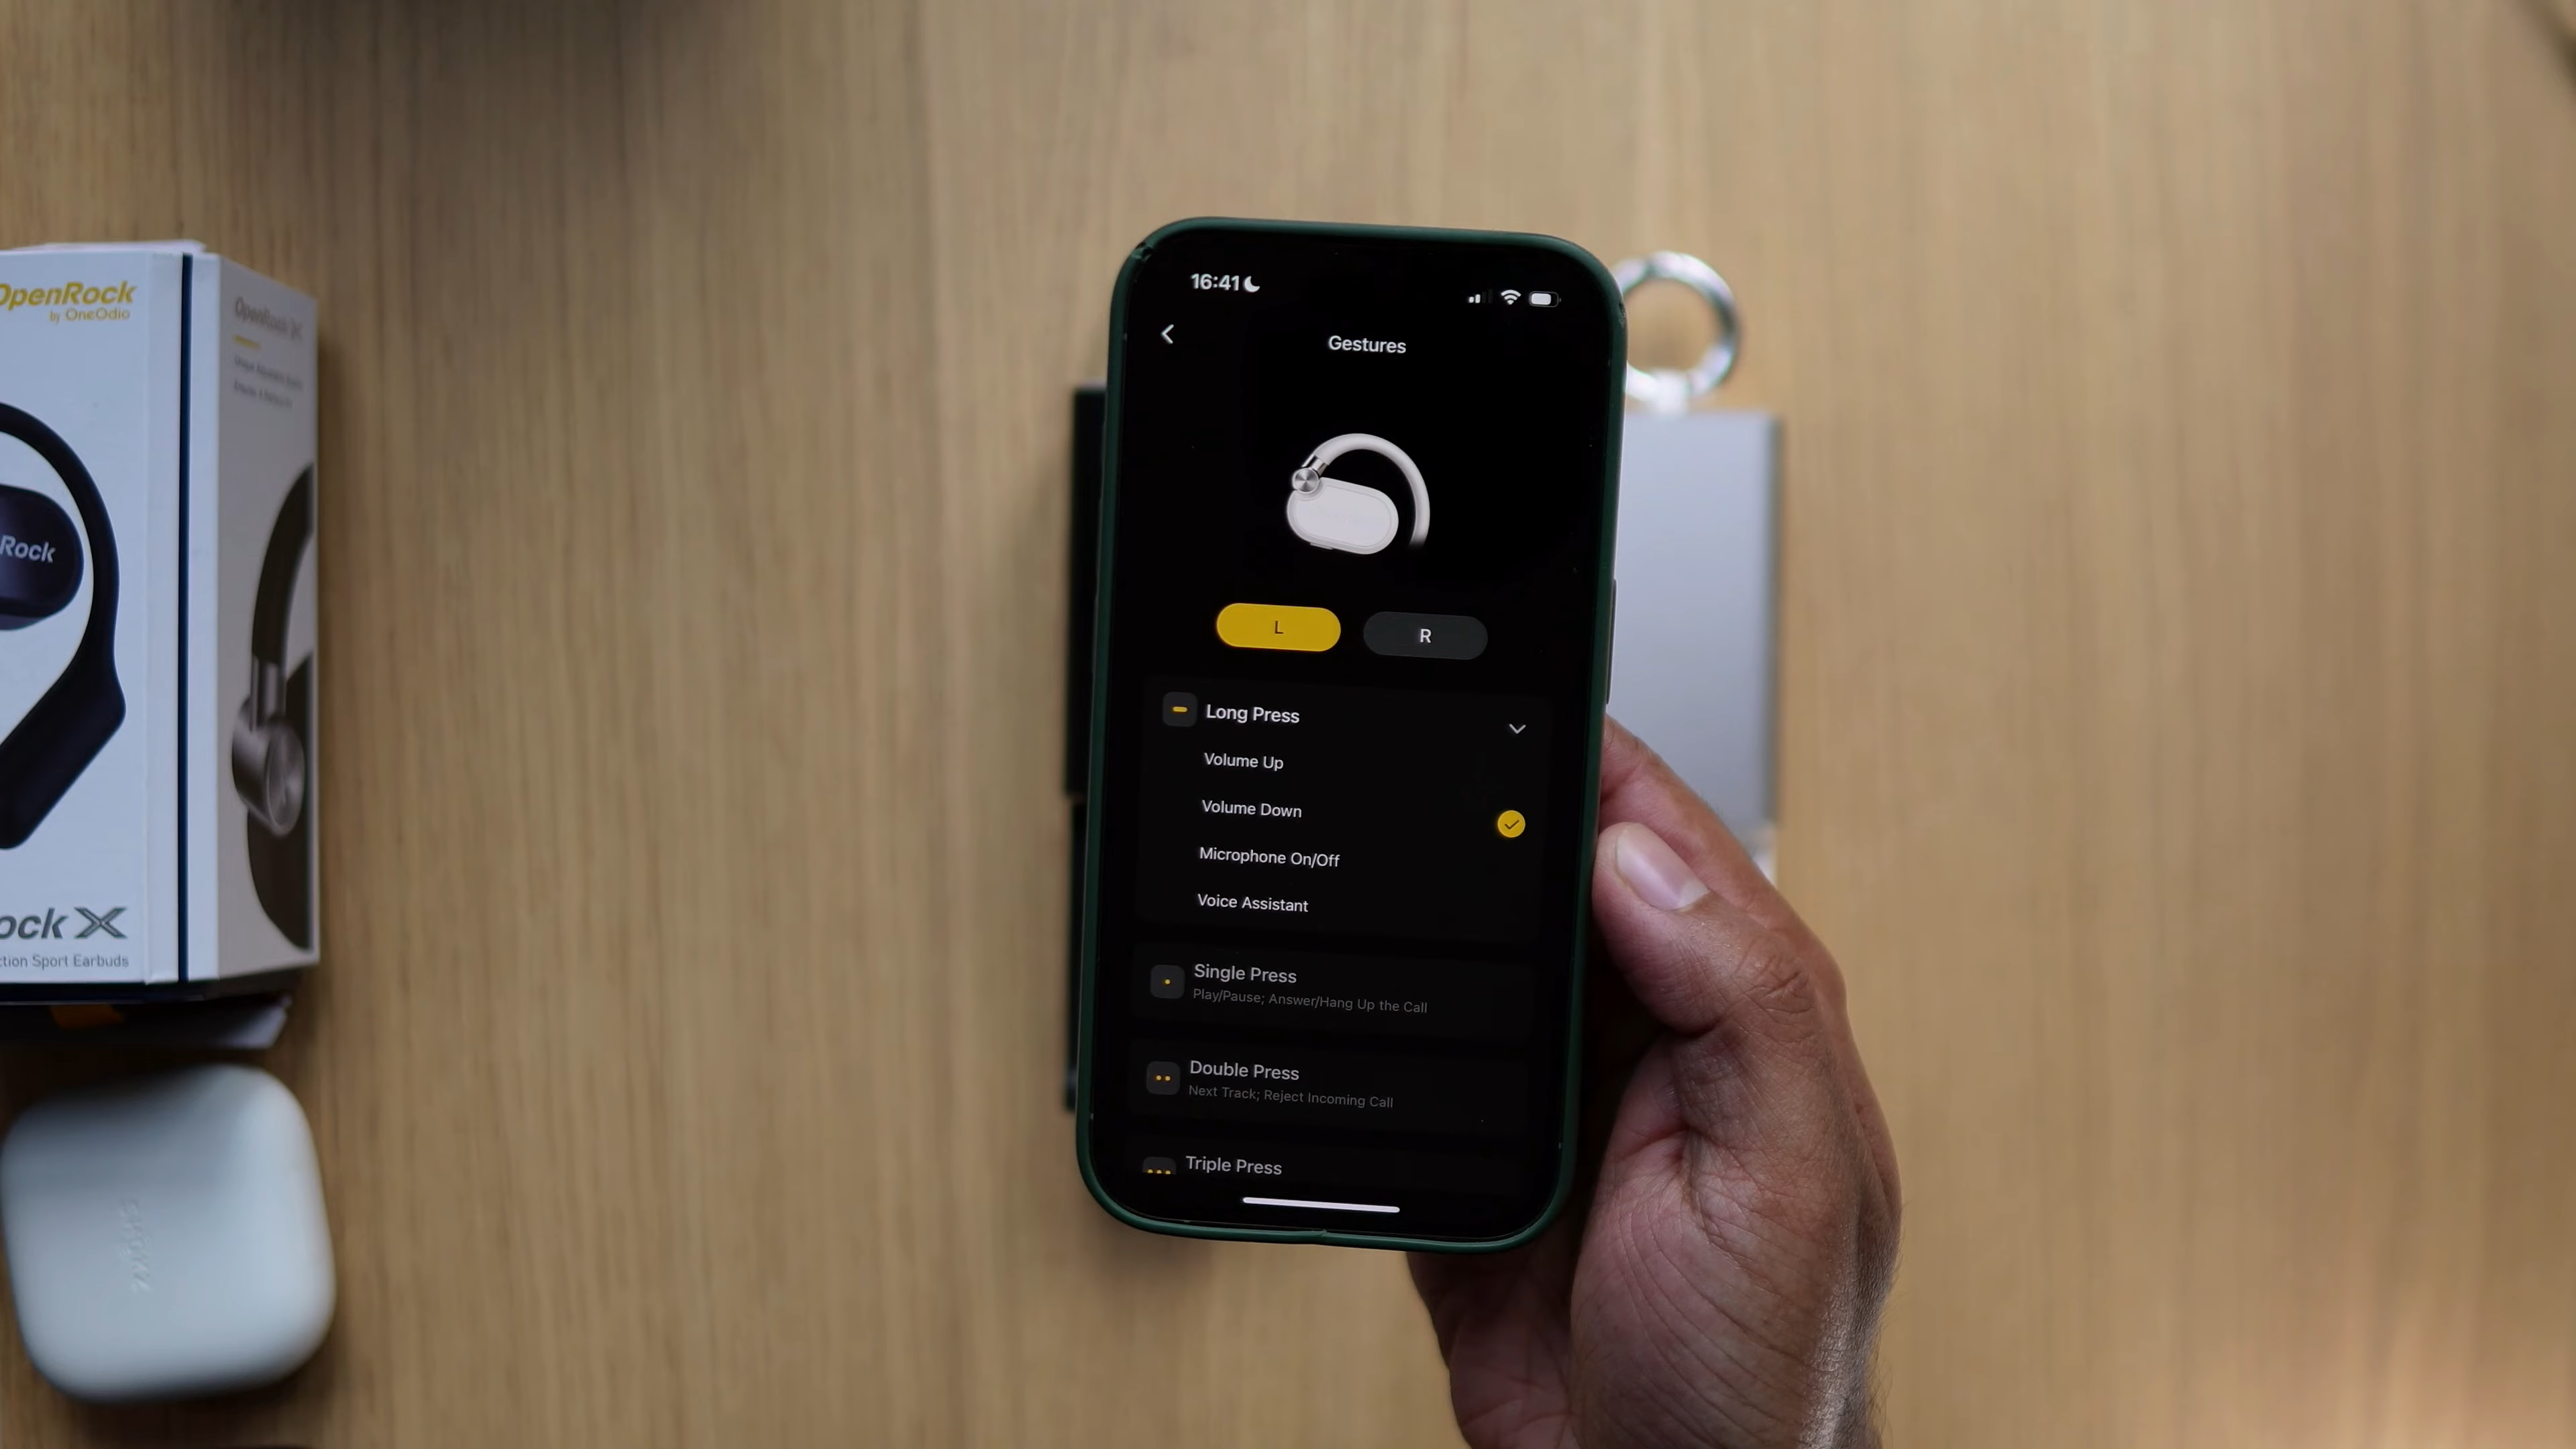 OpenRock
by OneOdio
OpenRock X
Rock
ock X
ction Sport Earbuds
16:41
Gestures
L
R
Long Press
Volume Up
Volume Down
Microphone On/Off
Voice Assistant
Single Press
Play/Pause; Answer/Hang Up the Call
Double Press
Next Track; Reject Incoming Call
Triple Press